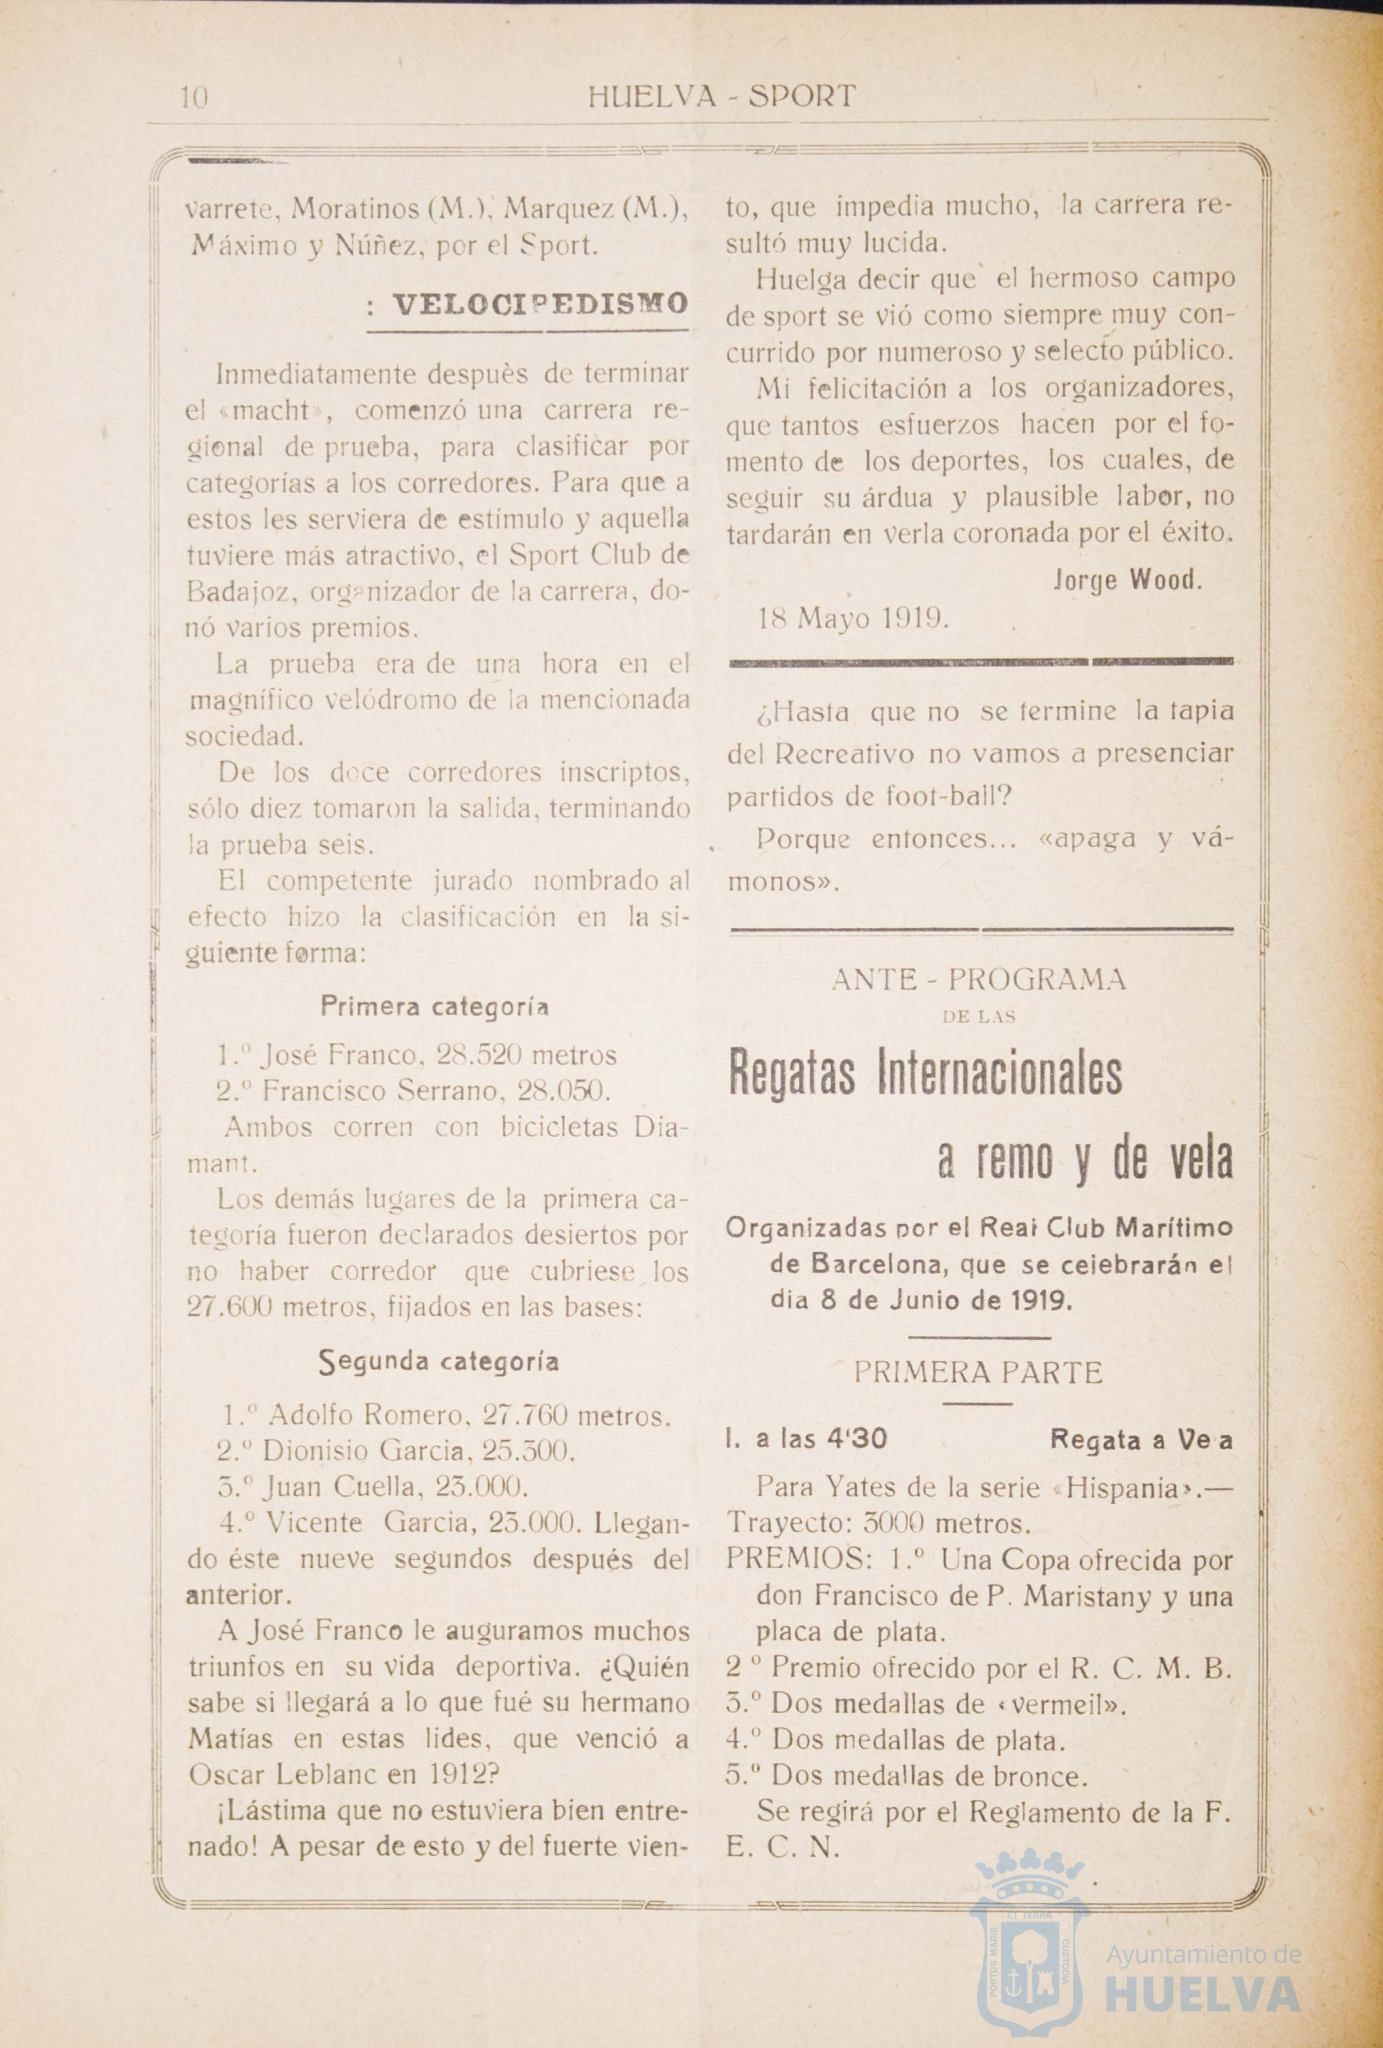 10
HUELVA - SPORT
varrete, Moratinos (M.), Marquez (M.),
Máximo y Núñez, por el Sport.
: VELOCIPEDISMO
Inmediatamente despuès de terminar
el «macht», comenzó una carrera re-
gional de prueba, para clasificar por
categorías a los corredores. Para que a
estos les serviera de estímulo y aquella
tuviere más atractivo, el Sport Club de
Badajoz, organizador de la carrera, do-
nó varios premios.
La prueba era de una hora en el
magnífico velódromo de la mencionada
sociedad.
De los doce corredores inscriptos,
sólo diez tomaron la salida, terminando
la prueba seis.
El competente jurado nombrado al
efecto hizo la clasificación en la si-
guiente forma:
Primera categoría
1.º José Franco, 28.520 metros
2.º Francisco Serrano, 28.050.
Ambos corren con bicicletas Dia-
mant.
Los demás lugares de la primera ca-
tegoría fueron declarados desiertos por
no haber corredor que cubriese los
27.600 metros, fijados en las bases:
Segunda categoría
1.º Adolfo Romero, 27.760 metros.
2.º Dionisio Garcia, 25.300.
3.º Juan Cuella, 23.000.
4.º Vicente Garcia, 23.000. Llegan-
do éste nueve segundos después del
anterior.
A José Franco le auguramos muchos
triunfos en su vida deportiva. ¿Quién
sabe si llegará a lo que fué su hermano
Matías en estas lides, que venció a
Oscar Leblanc en 1912?
¡Lástima que no estuviera bien entre-
nado! A pesar de esto y del fuerte vien-
to, que impedia mucho, la carrera re-
sultó muy lucida.
Huelga decir que el hermoso campo
de sport se vió como siempre muy con-
currido por numeroso y selecto público.
Mi felicitación a los organizadores,
que tantos esfuerzos hacen por el fo-
mento de los deportes, los cuales, de
seguir su árdua y plausible labor, no
tardarán en verla coronada por el éxito.
Jorge Wood.
18 Mayo 1919.
¿Hasta que no se termine la tapia
del Recreativo no vamos a presenciar
partidos de foot-ball?
Porque entonces... «apaga y vá-
monos».
ANTE - PROGRAMA
DE LAS
Regatas Internacionales
a remo y de vela
Organizadas por el Real Club Marítimo
de Barcelona, que se celebrarán el
dia 8 de Junio de 1919.
PRIMERA PARTE
I. a las 4'30 Regata a Ve a
Para Yates de la serie «Hispania».—
Trayecto: 3000 metros.
PREMIOS: 1.º Una Copa ofrecida por
don Francisco de P. Maristany y una
placa de plata.
2 º Premio ofrecido por el R. C. M. B.
3.º Dos medallas de «vermeil».
4.º Dos medallas de plata.
5.º Dos medallas de bronce.
Se regirá por el Reglamento de la F.
E. C. N.
ET TERRÆ
PORTUS MARIS
CUSTODIA
Ayuntamiento de
HUELVA